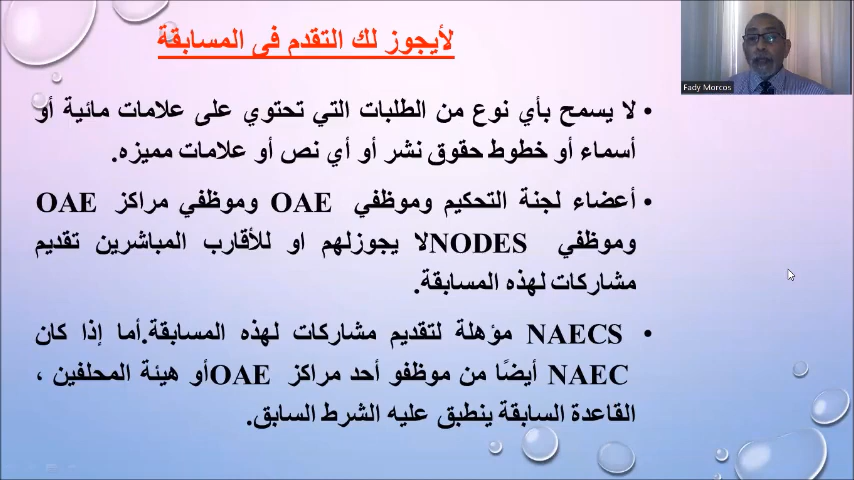 لأيجوز لك التقدم فى المسابقة
Fady Morcos
• لا يسمح بأي نوع من الطلبات التي تحتوي على علامات مائية أو
أسماء أو خطوط حقوق نشر أو أي نص أو علامات مميزه.
• أعضاء لجنة التحكيم وموظفي OAE وموظفي مراكز OAE
وموظفي NODESلا يجوزلهم او للأقارب المباشرين تقديم
مشاركات لهذه المسابقة.
• NAECS مؤهلة لتقديم مشاركات لهذه المسابقة.أما إذا كان
NAEC أيضًا من موظفو أحد مراكز OAEأو هيئة المحلفين ،
القاعدة السابقة ينطبق عليه الشرط السابق.